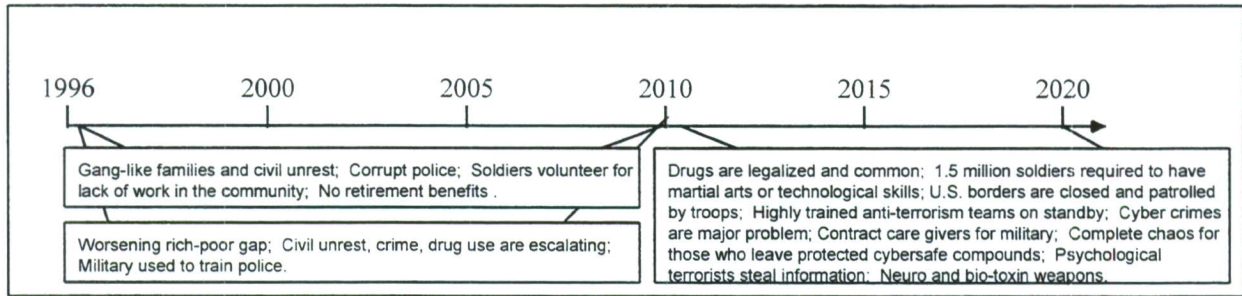 1996 2000 2005 2010 2015 2020
Gang-like families and civil unrest; Corrupt police; Soldiers volunteer for
lack of work in the community; No retirement benefits .
Worsening rich-poor gap; Civil unrest, crime, drug use are escalating;
Military used to train police.
Drugs are legalized and common; 1.5 million soldiers required to have
martial arts or technological skills; U.S. borders are closed and patrolled
by troops; Highly trained anti-terrorism teams on standby; Cyber crimes
are major problem; Contract care givers for military; Complete chaos for
those who leave protected cybersafe compounds; Psychological
terrorists steal information; Neuro and bio-toxin weapons.